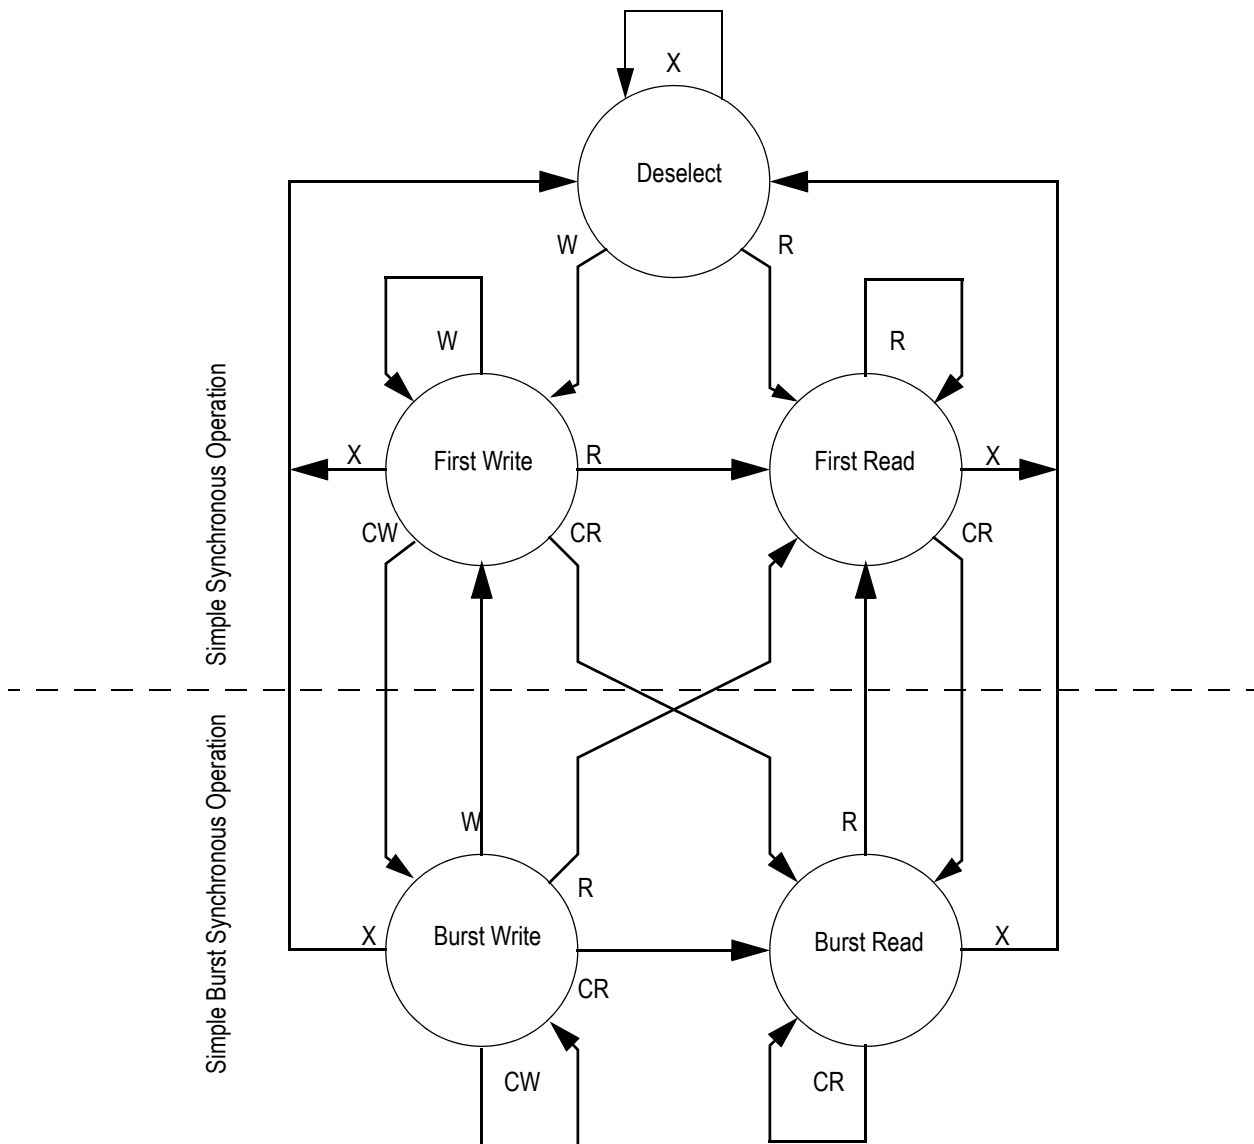 X
Deselect
W
R
W
R
Simple Synchronous Operation
X
First Write
R
First Read
X
CW
CR
CR
Simple Burst Synchronous Operation
W
R
R
X
Burst Write
Burst Read
X
CR
CW
CR